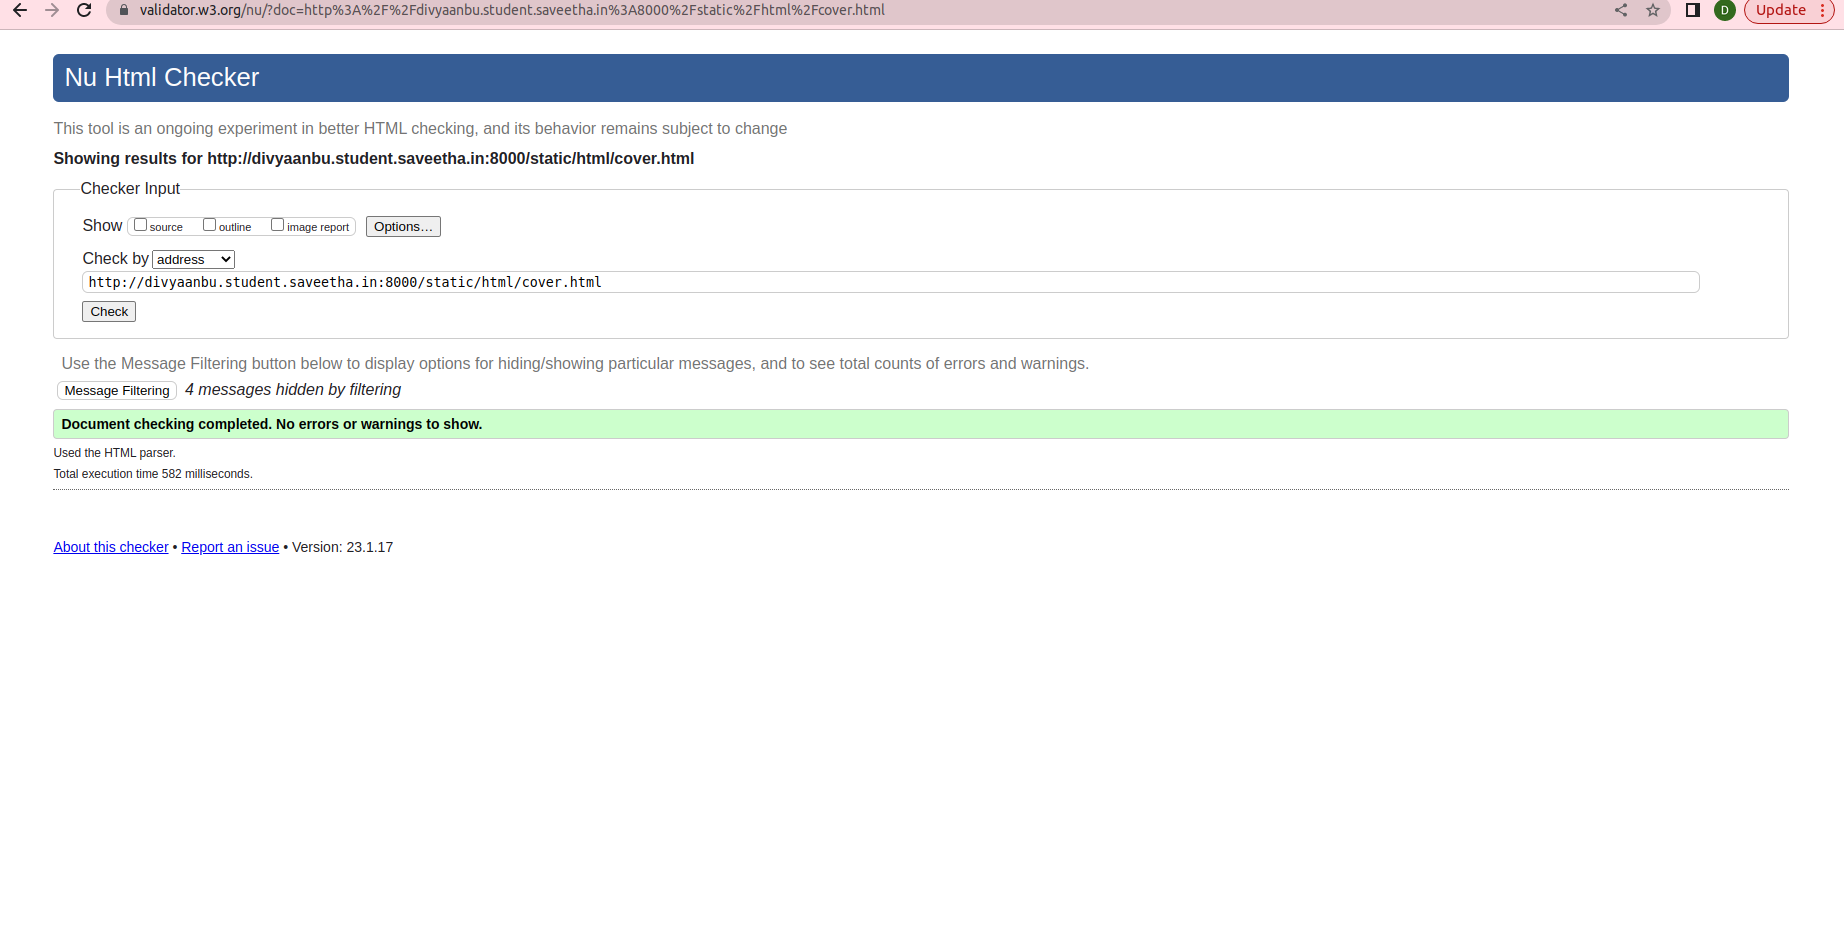 validator.w3.org/nu/?doc=http%3A%2F%2Fdivyaanbu.student.saveetha.in%3A8000%2Fstatic%2Fhtml%2Fcover.html
D
Update
Nu Html Checker
This tool is an ongoing experiment in better HTML checking, and its behavior remains subject to change
Showing results for http://divyaanbu.student.saveetha.in:8000/static/html/cover.html
Checker Input
Show source outline image report Options...
Check by address
http://divyaanbu.student.saveetha.in:8000/static/html/cover.html
Check
Use the Message Filtering button below to display options for hiding/showing particular messages, and to see total counts of errors and warnings.
Message Filtering 4 messages hidden by filtering
Document checking completed. No errors or warnings to show.
Used the HTML parser.
Total execution time 582 milliseconds.
About this checker • Report an issue • Version: 23.1.17